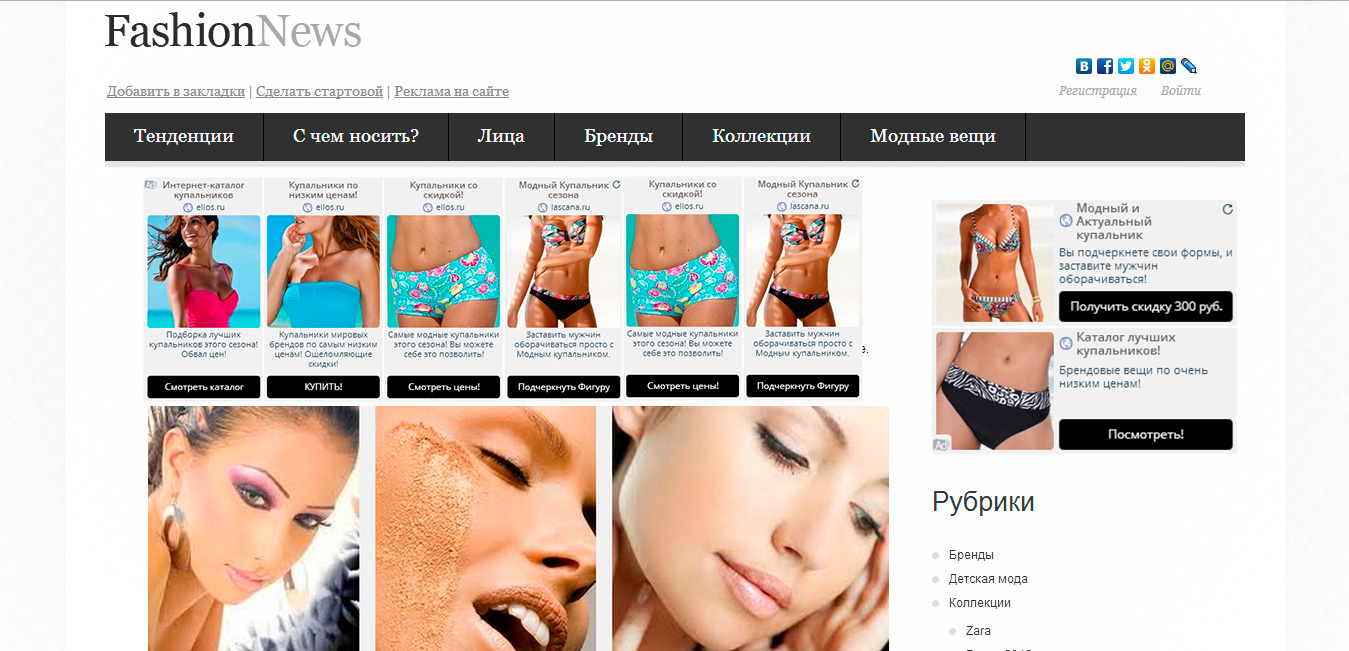 FashionNews
Добавить в закладки | Сделать стартовой | Реклама на сайте
Регистрация Войти
Тенденции С чем носить? Лица Бренды Коллекции Модные вещи
Ad
Интернет-каталог
купальников
ellos.ru
Подборка лучших
купальников этого сезона!
Обвал цен!
Смотреть каталог
Купальники по
низким ценам!
ellos.ru
Купальники мировых
брендов по самым низким
ценам! Ошеломляющие
скидки!
КУПИТЬ!
Купальники со
скидкой!
ellos.ru
Самые модные купальники
этого сезона! Вы можете
себе это позволить!
Смотреть цены!
Модный Купальник
сезона
lascana.ru
Заставить мужчин
оборачиваться просто с
Модным купальником.
Подчеркнуть Фигуру
Купальники со
скидкой!
ellos.ru
Самые модные купальники
этого сезона! Вы можете
себе это позволить!
Смотреть цены!
Модный Купальник
сезона
lascana.ru
Заставить мужчин
оборачиваться просто с
Модным купальником.
Подчеркнуть Фигуру
Модный и
Актуальный
купальник
Вы подчеркнете свои формы, и
заставите мужчин
оборачиваться!
Получить скидку 300 руб.
Каталог лучших
купальников!
Брендовые вещи по очень
низким ценам!
Посмотреть!
Ad
Рубрики
Бренды
Детская мода
Коллекции
Zara